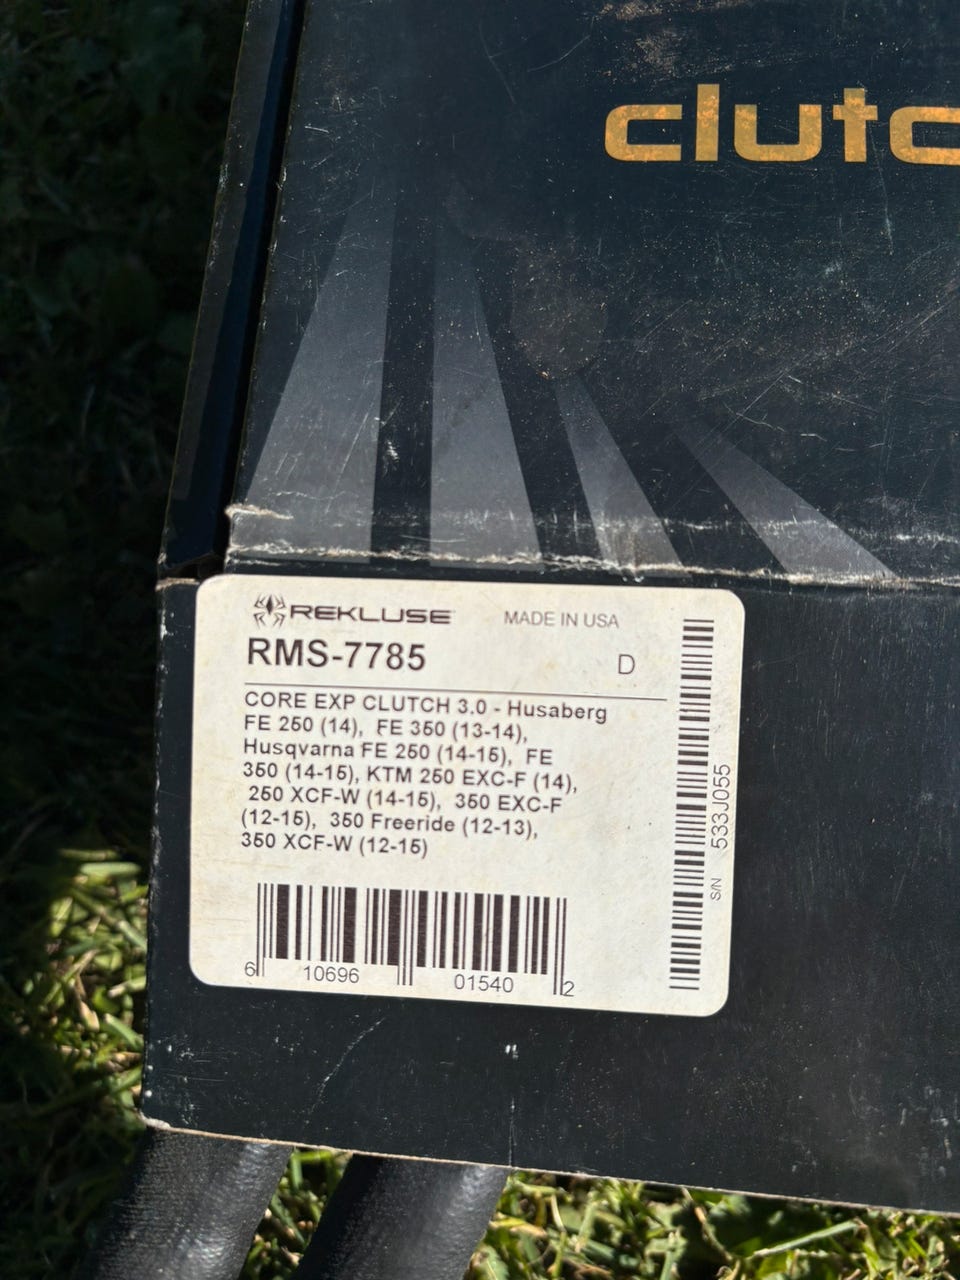 clutc
REKLUSE
MADE IN USA
RMS-7785
D
CORE EXP CLUTCH 3.0 - Husaberg
FE 250 (14), FE 350 (13-14),
Husqvarna FE 250 (14-15), FE
350 (14-15), KTM 250 EXC-F (14),
250 XCF-W (14-15), 350 EXC-F
(12-15), 350 Freeride (12-13),
350 XCF-W (12-15)
6 10696 01540 2
S/N 533J055